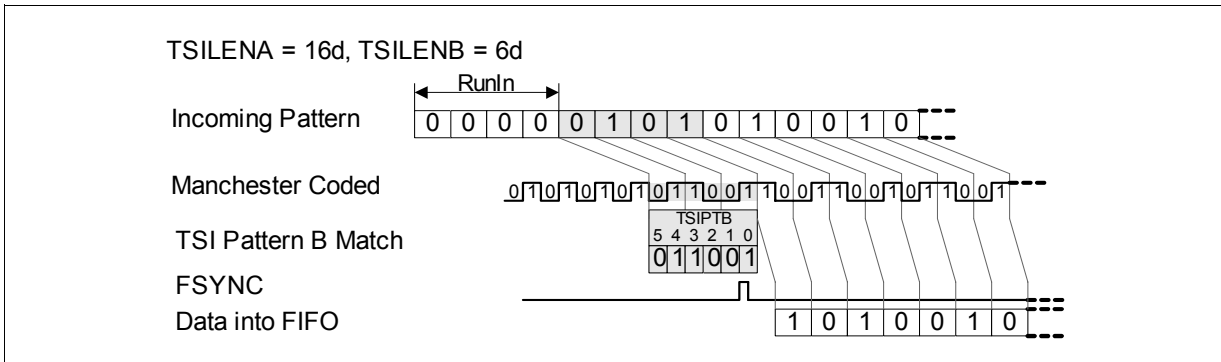 TSILENA = 16d, TSILENB = 6d
RunIn
Incoming Pattern 0 0 0 0 0 1 0 1 0 1 0 0 1 0
Manchester Coded 0 1 0 1 0 1 0 1 0 1 1 0 0 1 1 0 0 1 1 0 0 1 0 1 1 0 0 1
TSIPTB
TSI Pattern B Match 5 4 3 2 1 0
0 1 1 0 0 1
FSYNC
Data into FIFO 1 0 1 0 0 1 0